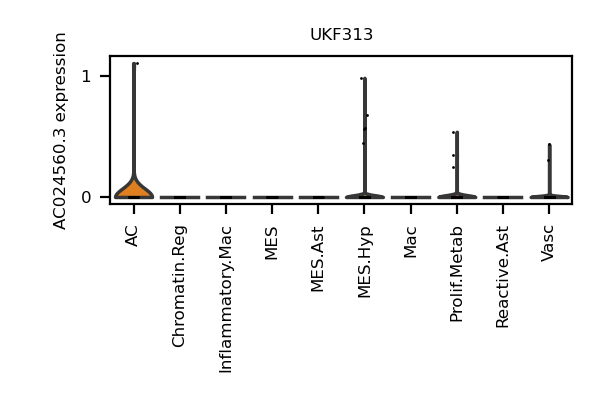 UKF313
AC024560.3 expression
1
0
AC
Chromatin.Reg
Inflammatory.Mac
MES
MES.Ast
MES.Hyp
Mac
Prolif.Metab
Reactive.Ast
Vasc